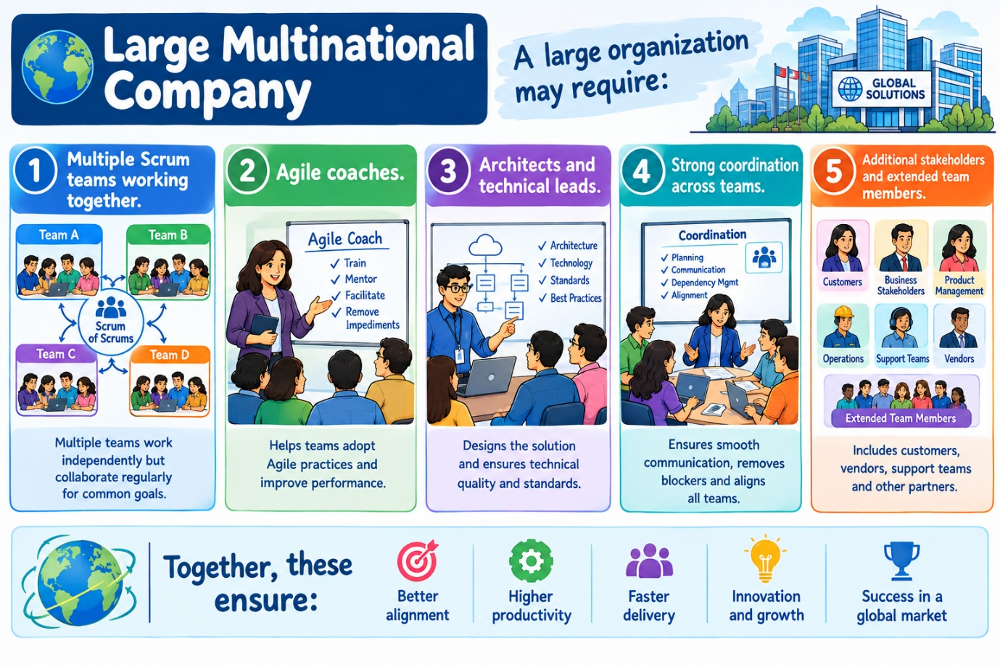 Large Multinational
Company
A large organization
may require:
GLOBAL
SOLUTIONS
1
Multiple Scrum
teams working
together.
Team A
Team B
Scrum
of Scrums
Team C
Team D
Multiple teams work
independently but
collaborate regularly
for common goals.
2
Agile coaches.
Agile Coach
✓ Train
✓ Mentor
✓ Facilitate
✓ Remove
Impediments
Helps teams adopt
Agile practices and
improve performance.
3
Architects and
technical leads.
✓ Architecture
✓ Technology
✓ Standards
✓ Best Practices
Designs the solution
and ensures technical
quality and standards.
4
Strong coordination
across teams.
Coordination
✓ Planning
✓ Communication
✓ Dependency Mgmt
✓ Alignment
Ensures smooth
communication, removes
blockers and aligns
all teams.
5
Additional stakeholders
and extended team
members.
Customers
Business
Stakeholders
Product
Management
Operations
Support Teams
Vendors
Extended Team Members
Includes customers,
vendors, support teams
and other partners.
Together, these
ensure:
Better
alignment
Higher
productivity
Faster
delivery
Innovation
and growth
Success in a
global market